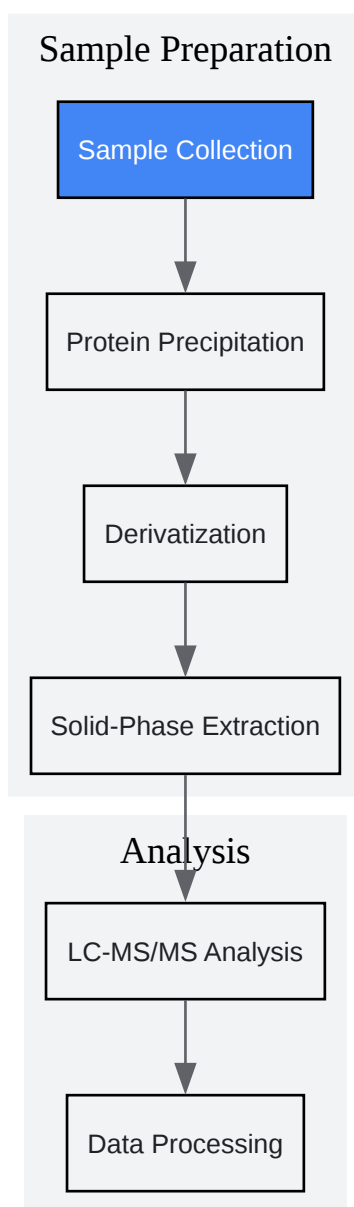 Sample Preparation
Sample Collection
Protein Precipitation
Derivatization
Solid-Phase Extraction
Analysis
LC-MS/MS Analysis
Data Processing